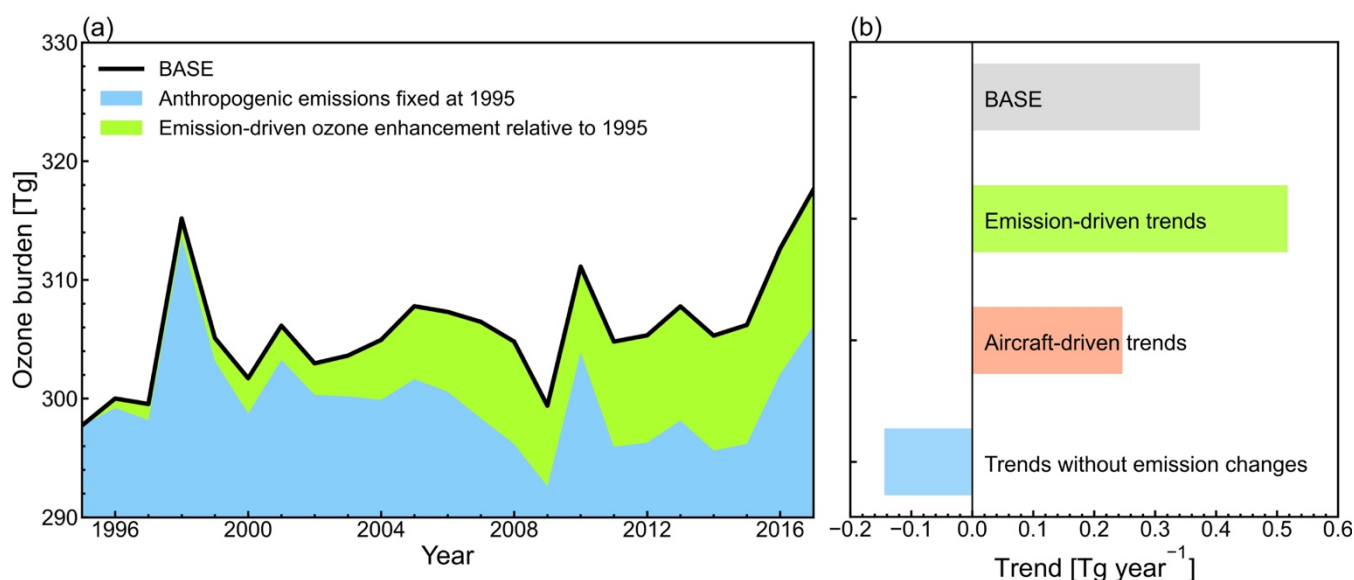 (a)
330
320
310
300
290
Ozone burden [Tg]
BASE
Anthropogenic emissions fixed at 1995
Emission-driven ozone enhancement relative to 1995
1996 2000 2004 2008 2012 2016
Year
(b)
BASE
Emission-driven trends
Aircraft-driven trends
Trends without emission changes
−0.2 −0.1 0.0 0.1 0.2 0.3 0.4 0.5 0.6
Trend [Tg year⁻¹]